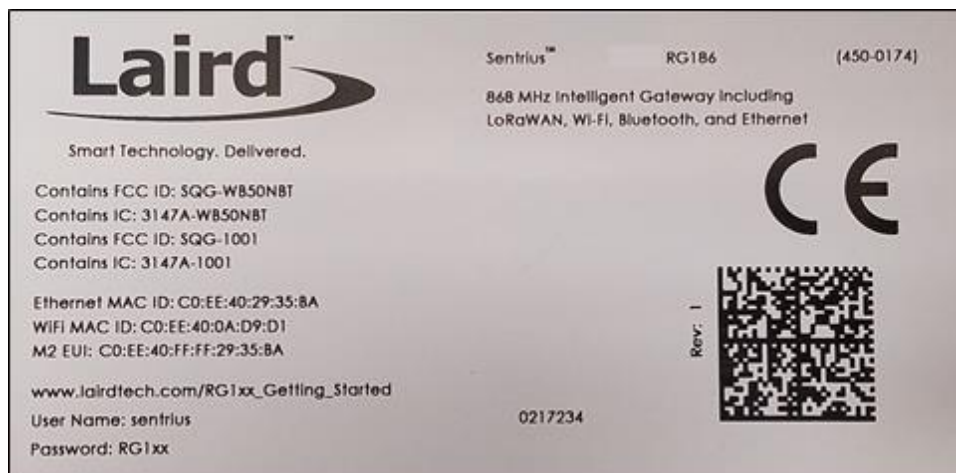 Laird™
Smart Technology. Delivered.
Sentrius™ RG186 (450-0174)
868 MHz Intelligent Gateway including
LoRaWAN, Wi-Fi, Bluetooth, and Ethernet
CE
Contains FCC ID: SQG-WB50NBT
Contains IC: 3147A-WB50NBT
Contains FCC ID: SQG-1001
Contains IC: 3147A-1001
Ethernet MAC ID: C0:EE:40:29:35:BA
WiFi MAC ID: C0:EE:40:0A:D9:D1
M2 EUI: C0:EE:40:FF:FF:29:35:BA
Rev: 1
www.lairdtech.com/RG1xx_Getting_Started
User Name: sentrius
0217234
Password: RG1xx